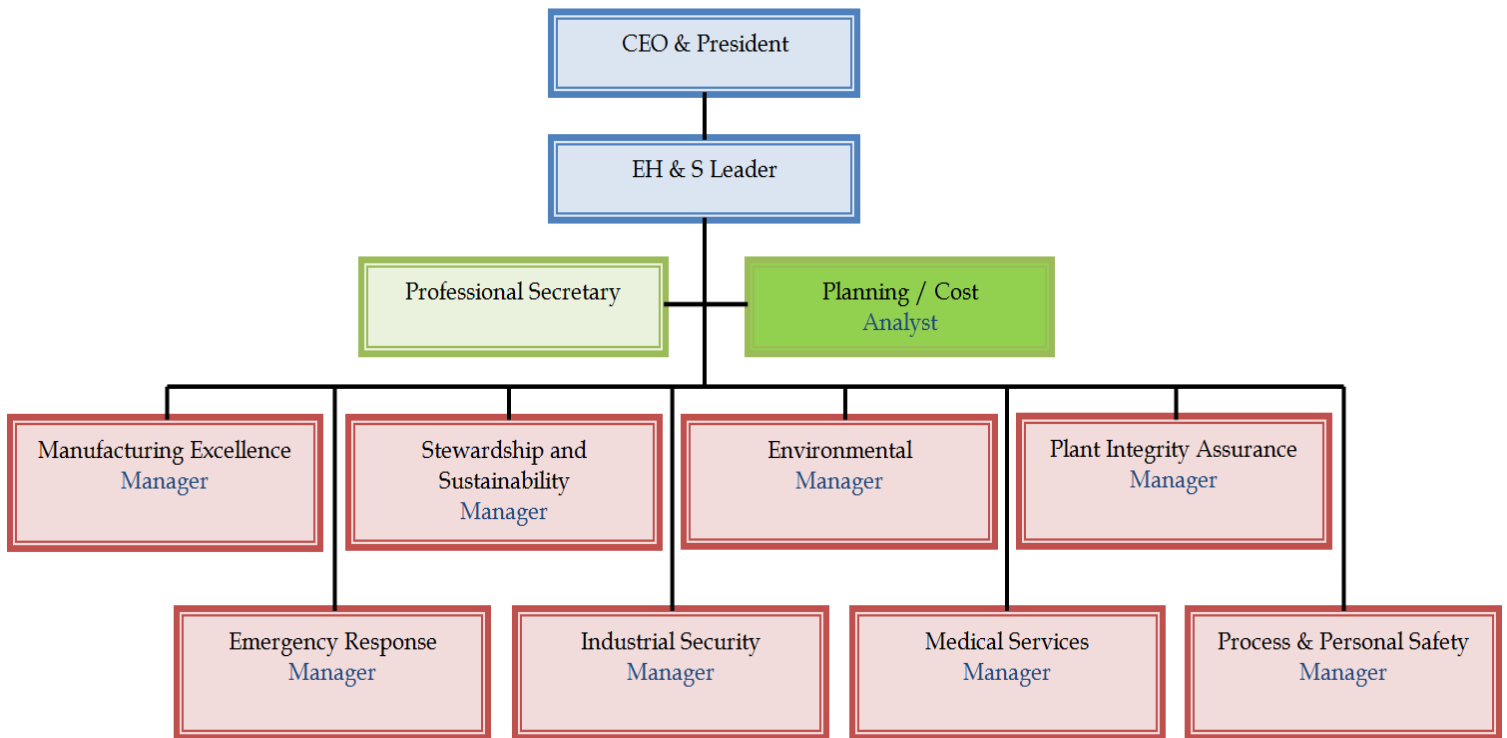 CEO & President
EH & S Leader
Professional Secretary
Planning / Cost
Analyst
Manufacturing Excellence
Manager
Stewardship and
Sustainability
Manager
Environmental
Manager
Plant Integrity Assurance
Manager
Emergency Response
Manager
Industrial Security
Manager
Medical Services
Manager
Process & Personal Safety
Manager